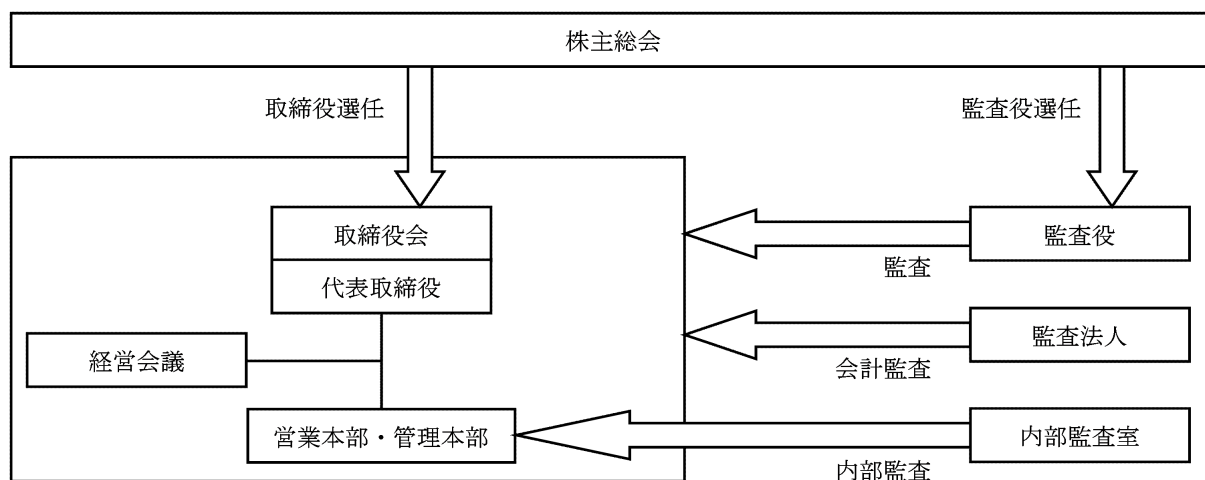 株主総会
取締役選任
監査役選任
取締役会
監査役
監査
代表取締役
経営会議
監査法人
会計監査
営業本部・管理本部
内部監査室
内部監査